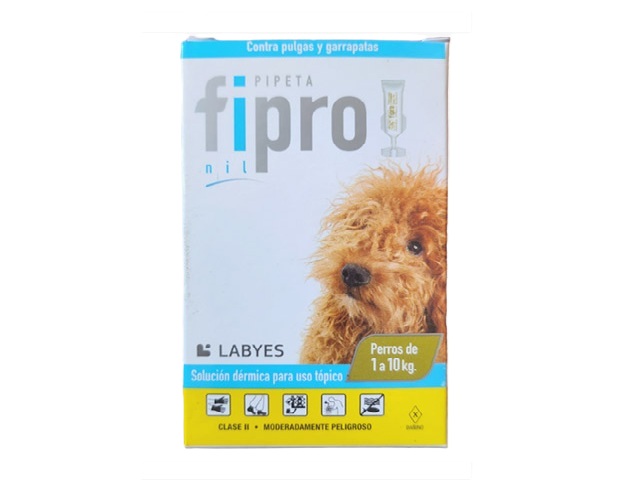 Contra pulgas y garrapatas
PIPETA
fipro
nil
LABYES
Perros de
1 a 10 kg.
Solución dérmica para uso tópico
CLASE II • MODERADAMENTE PELIGROSO
X
DAÑINO